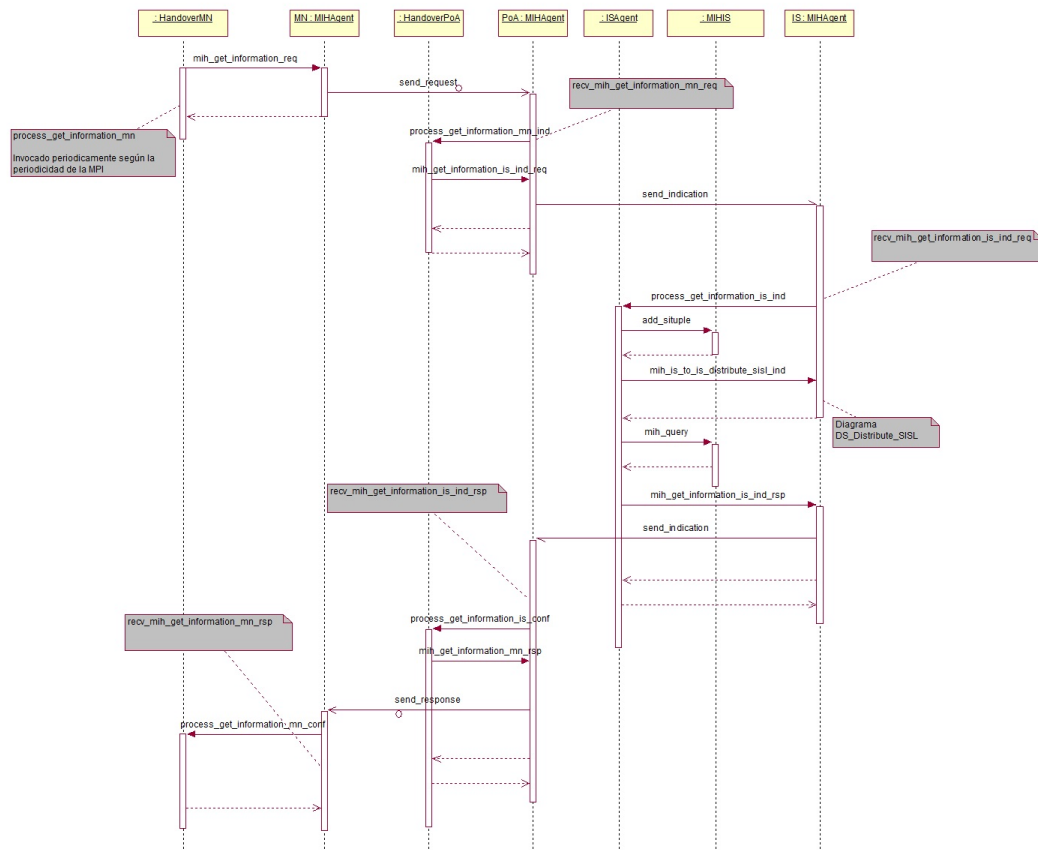 : HandoverMN
MN : MIHAgent
: HandoverPoA
PoA : MIHAgent
: ISAgent
: MIHIS
IS : MIHAgent
mih_get_information_req
send_request
recv_mih_get_information_mn_req
process_get_information_mn
Invocado periodicamente según la
periodicidad de la MPI
process_get_information_mn_ind
mih_get_information_is_ind_req
send_indication
recv_mih_get_information_is_ind_req
process_get_information_is_ind
add_situple
mih_is_to_is_distribute_sisl_ind
Diagrama
DS_Distribute_SISL
mih_query
recv_mih_get_information_is_ind_rsp
mih_get_information_is_ind_rsp
send_indication
recv_mih_get_information_mn_rsp
process_get_information_is_conf
mih_get_information_mn_rsp
send_response
process_get_information_mn_conf